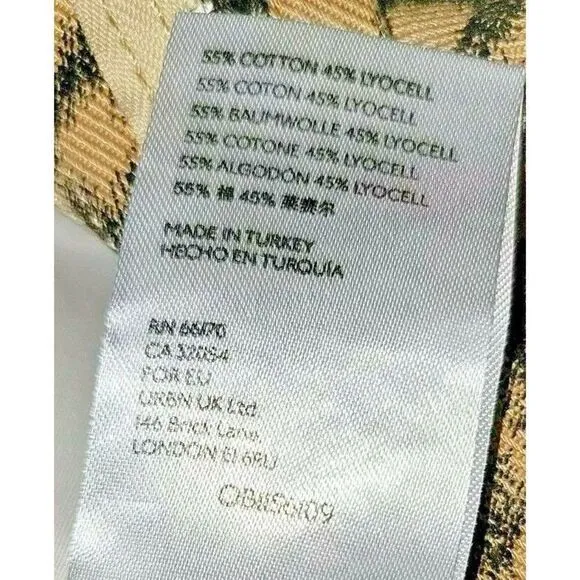 55% COTTON 45% LYOCELL
55% COTON 45% LYOCELL
55% BAUMWOLLE 45% LYOCELL
55% COTONE 45% LYOCELL
55% ALGODÓN 45% LYOCELL
55% 棉 45% 莱赛尔
MADE IN TURKEY
HECHO EN TURQUÍA
RN 66170
CA 32054
FOR EU
URBN UK Ltd.
146 Brick Lane,
LONDON E1 6RU